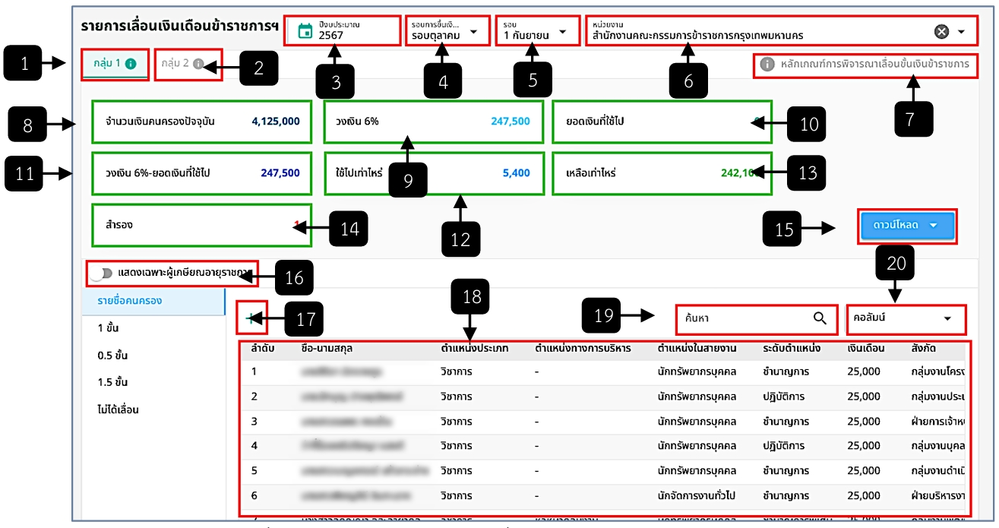 รายการเลื่อนเงินเดือนข้าราชการฯ
ปีงบประมาณ
2567
รอบการขึ้นเงิ...
รอบตุลาคม
รอบ
1 กันยายน
หน่วยงาน
สำนักงานคณะกรรมการข้าราชการกรุงเทพมหานคร
1
กลุ่ม 1
กลุ่ม 2
2
3
4
5
6
หลักเกณฑ์การพิจารณาเลื่อนขั้นเงินข้าราชการ
7
8
จำนวนเงินคนครองปัจจุบัน 4,125,000
วงเงิน 6% 247,500
ยอดเงินที่ใช้ไป
10
11
วงเงิน 6%-ยอดเงินที่ใช้ไป 247,500
ใช้ไปเท่าไหร่ 5,400
9
เหลือเท่าไหร่ 242,10
13
สำรอง
14
12
15
ดาวน์โหลด
แสดงเฉพาะผู้เกษียณอายุราชการ
16
20
รายชื่อคนครอง
1 ขั้น
0.5 ขั้น
1.5 ขั้น
ไม่ได้เลื่อน
17
18
19
ค้นหา
คอลัมน์
ลำดับ ชื่อ-นามสกุล ตำแหน่งประเภท ตำแหน่งทางการบริหาร ตำแหน่งในสายงาน ระดับตำแหน่ง เงินเดือน สังกัด
1 วิชาการ - นักทรัพยากรบุคคล ชำนาญการ 25,000 กลุ่มงานโครง
2 วิชาการ - นักทรัพยากรบุคคล ปฏิบัติการ 25,000 กลุ่มงานประเ
3 วิชาการ - นักทรัพยากรบุคคล ชำนาญการ 25,000 ฝ่ายการเจ้าหน
4 วิชาการ - นักทรัพยากรบุคคล ปฏิบัติการ 25,000 กลุ่มงานบุคล
5 วิชาการ - นักทรัพยากรบุคคล ชำนาญการ 25,000 กลุ่มงานดำเนิ
6 วิชาการ - นักจัดการงานทั่วไป ชำนาญการ 25,000 ฝ่ายบริหารงา